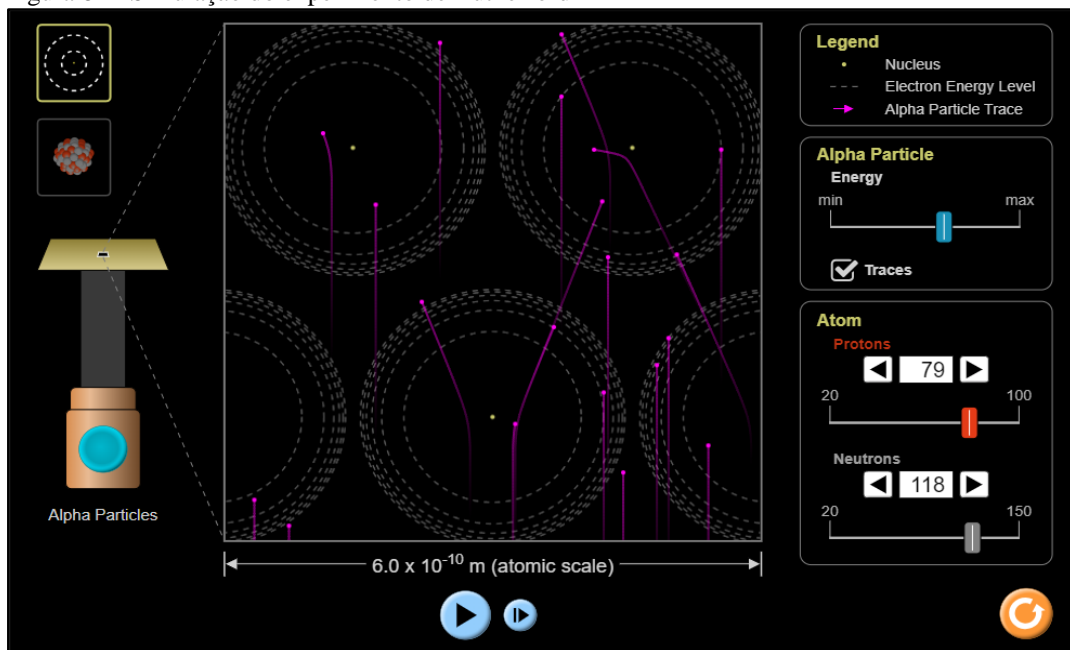 Legend
Nucleus
Electron Energy Level
Alpha Particle Trace
Alpha Particle
Energy
min max
Traces
Atom
Protons
79
20 100
Neutrons
118
20 150
Alpha Particles
6.0 x 10⁻¹⁰ m (atomic scale)